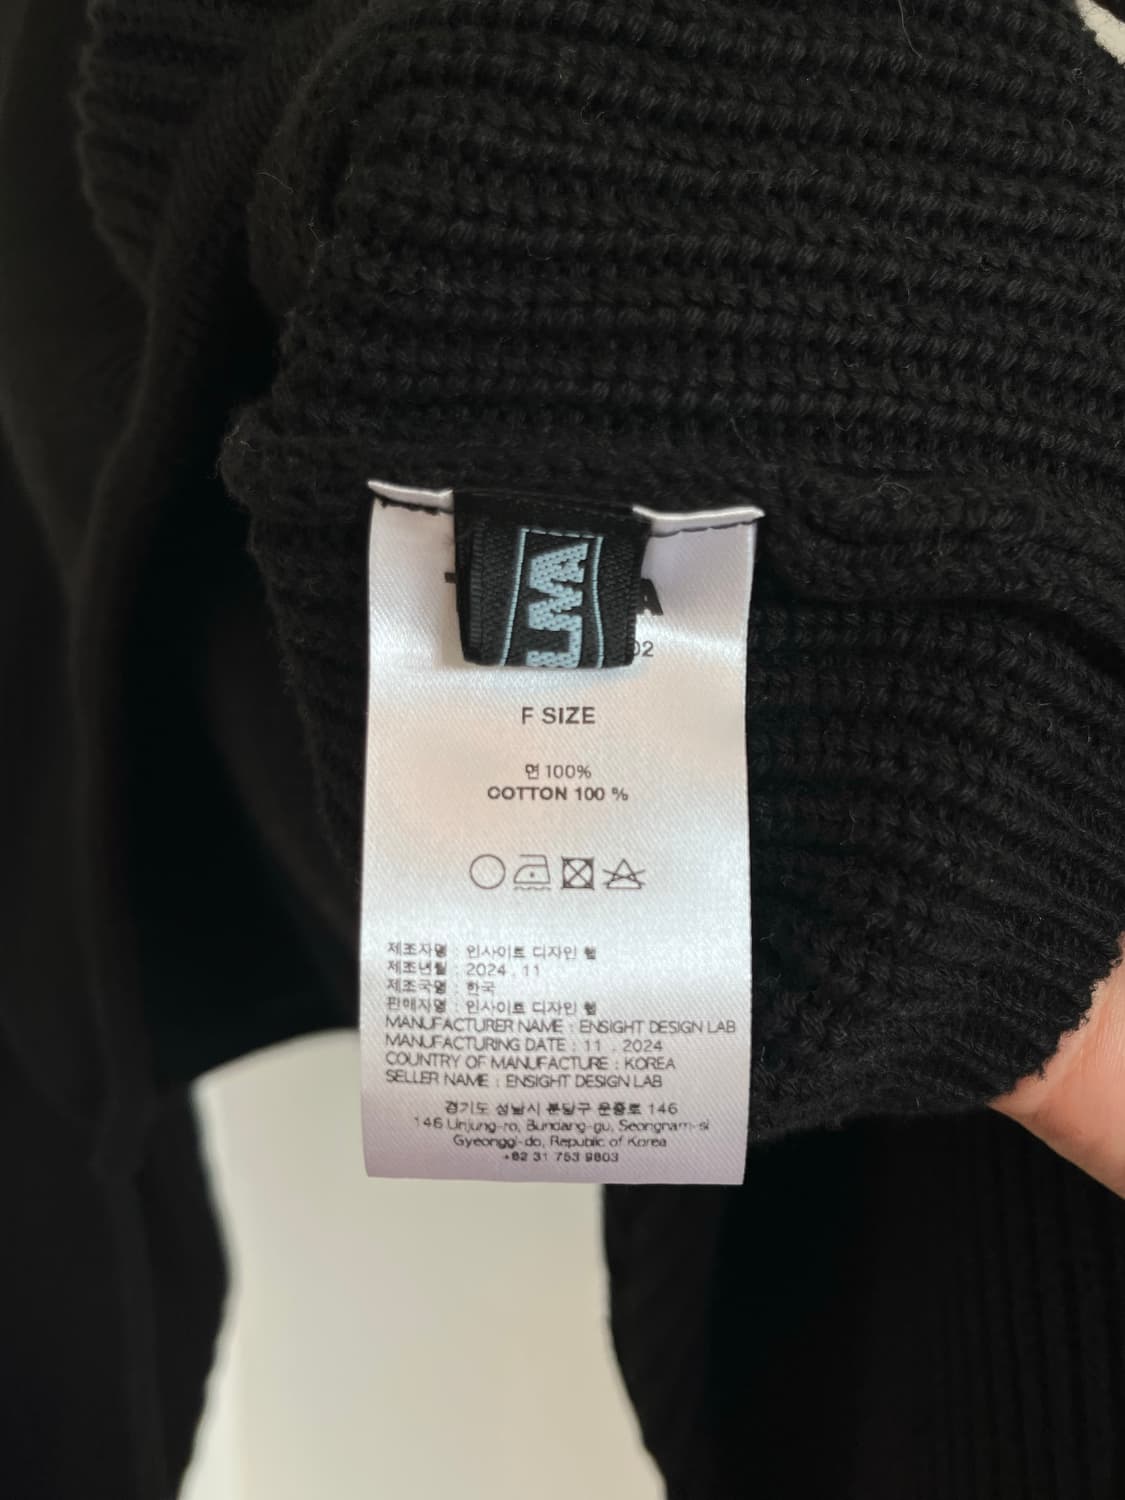 LMA
A
02
F SIZE
면 100%
COTTON 100 %
제조자명 : 인사이트 디자인 랩
제조년월 : 2024 . 11
제조국명 : 한국
판매자명 : 인사이트 디자인 랩
MANUFACTURER NAME : ENSIGHT DESIGN LAB
MANUFACTURING DATE : 11 . 2024
COUNTRY OF MANUFACTURE : KOREA
SELLER NAME : ENSIGHT DESIGN LAB
경기도 성남시 분당구 운중로 146
146 Unjung-ro, Bundang-gu, Seongnam-si
Gyeonggi-do, Republic of Korea
+82 31 753 9803